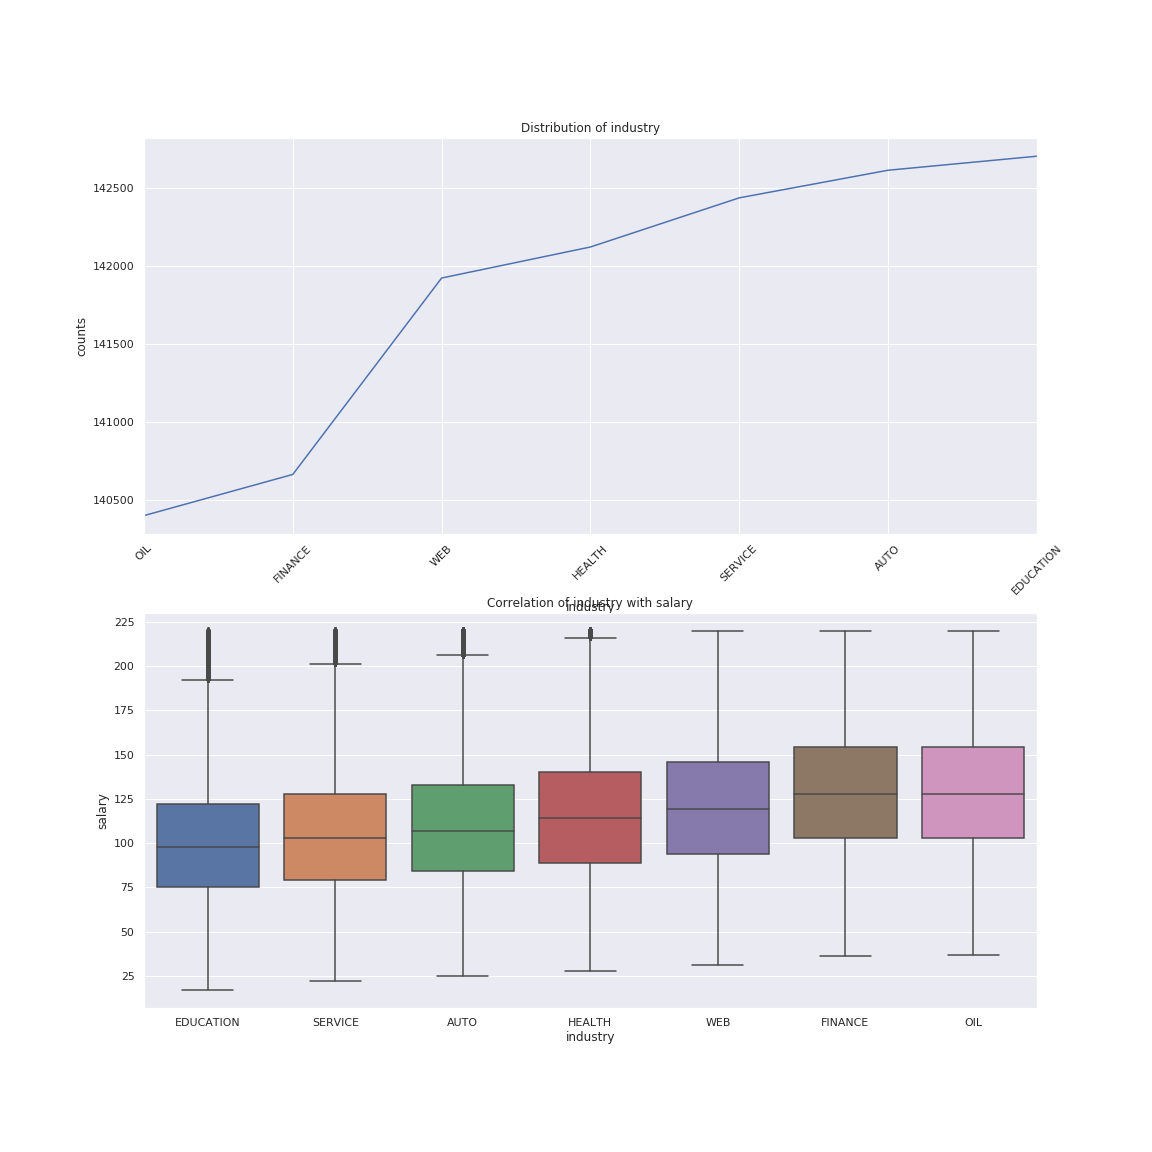 Distribution of industry
142500
142000
141500
141000
140500
counts
OIL
FINANCE
WEB
HEALTH
SERVICE
AUTO
EDUCATION
industry
Correlation of industry with salary
225
200
175
150
125
100
75
50
25
salary
EDUCATION SERVICE AUTO HEALTH WEB FINANCE OIL
industry